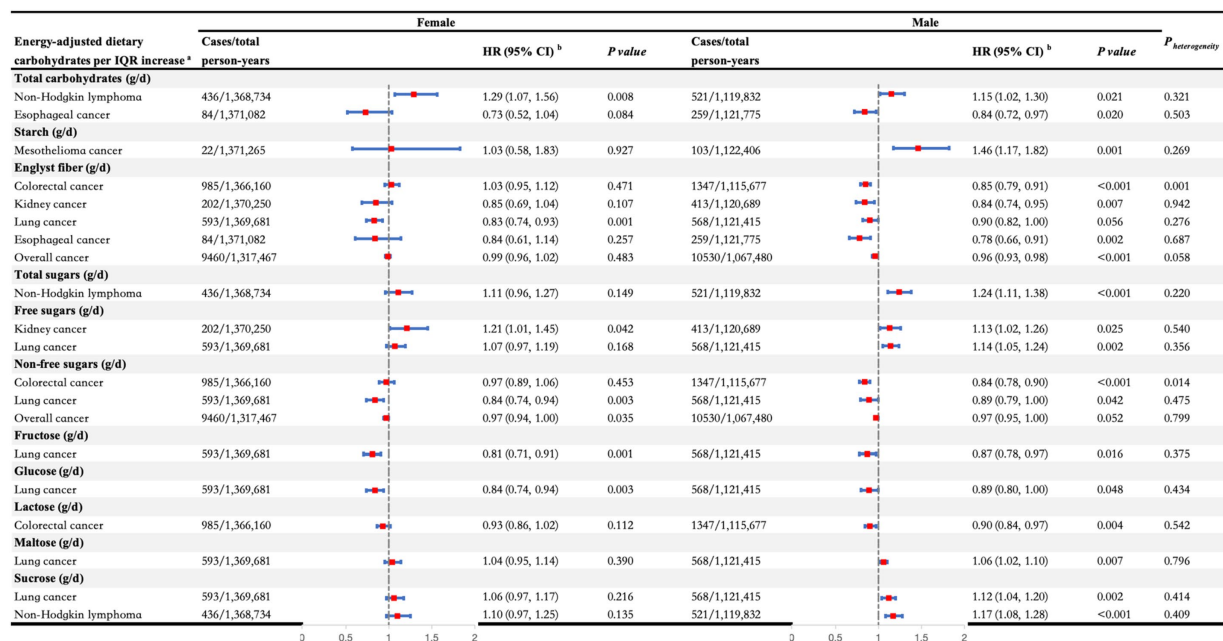 Female Male
Energy-adjusted dietary carbohydrates per IQR increase a Cases/total person-years HR (95% CI) b P value Cases/total person-years HR (95% CI) b P value P heterogeneity
Total carbohydrates (g/d)
Non-Hodgkin lymphoma 436/1,368,734 1.29 (1.07, 1.56) 0.008 521/1,119,832 1.15 (1.02, 1.30) 0.021 0.321
Esophageal cancer 84/1,371,082 0.73 (0.52, 1.04) 0.084 259/1,121,775 0.84 (0.72, 0.97) 0.020 0.503
Starch (g/d)
Mesothelioma cancer 22/1,371,265 1.03 (0.58, 1.83) 0.927 103/1,122,406 1.46 (1.17, 1.82) 0.001 0.269
Englyst fiber (g/d)
Colorectal cancer 985/1,366,160 1.03 (0.95, 1.12) 0.471 1347/1,115,677 0.85 (0.79, 0.91) <0.001 0.001
Kidney cancer 202/1,370,250 0.85 (0.69, 1.04) 0.107 413/1,120,689 0.84 (0.74, 0.95) 0.007 0.942
Lung cancer 593/1,369,681 0.83 (0.74, 0.93) 0.001 568/1,121,415 0.90 (0.82, 1.00) 0.056 0.276
Esophageal cancer 84/1,371,082 0.84 (0.61, 1.14) 0.257 259/1,121,775 0.78 (0.66, 0.91) 0.002 0.687
Overall cancer 9460/1,317,467 0.99 (0.96, 1.02) 0.483 10530/1,067,480 0.96 (0.93, 0.98) <0.001 0.058
Total sugars (g/d)
Non-Hodgkin lymphoma 436/1,368,734 1.11 (0.96, 1.27) 0.149 521/1,119,832 1.24 (1.11, 1.38) <0.001 0.220
Free sugars (g/d)
Kidney cancer 202/1,370,250 1.21 (1.01, 1.45) 0.042 413/1,120,689 1.13 (1.02, 1.26) 0.025 0.540
Lung cancer 593/1,369,681 1.07 (0.97, 1.19) 0.168 568/1,121,415 1.14 (1.05, 1.24) 0.002 0.356
Non-free sugars (g/d)
Colorectal cancer 985/1,366,160 0.97 (0.89, 1.06) 0.453 1347/1,115,677 0.84 (0.78, 0.90) <0.001 0.014
Lung cancer 593/1,369,681 0.84 (0.74, 0.94) 0.003 568/1,121,415 0.89 (0.79, 1.00) 0.042 0.475
Overall cancer 9460/1,317,467 0.97 (0.94, 1.00) 0.035 10530/1,067,480 0.97 (0.95, 1.00) 0.052 0.799
Fructose (g/d)
Lung cancer 593/1,369,681 0.81 (0.71, 0.91) 0.001 568/1,121,415 0.87 (0.78, 0.97) 0.016 0.375
Glucose (g/d)
Lung cancer 593/1,369,681 0.84 (0.74, 0.94) 0.003 568/1,121,415 0.89 (0.80, 1.00) 0.048 0.434
Lactose (g/d)
Colorectal cancer 985/1,366,160 0.93 (0.86, 1.02) 0.112 1347/1,115,677 0.90 (0.84, 0.97) 0.004 0.542
Maltose (g/d)
Lung cancer 593/1,369,681 1.04 (0.95, 1.14) 0.390 568/1,121,415 1.06 (1.02, 1.10) 0.007 0.796
Sucrose (g/d)
Lung cancer 593/1,369,681 1.06 (0.97, 1.17) 0.216 568/1,121,415 1.12 (1.04, 1.20) 0.002 0.414
Non-Hodgkin lymphoma 436/1,368,734 1.10 (0.97, 1.25) 0.135 521/1,119,832 1.17 (1.08, 1.28) <0.001 0.409
0 0.5 1 1.5 2 0 0.5 1 1.5 2